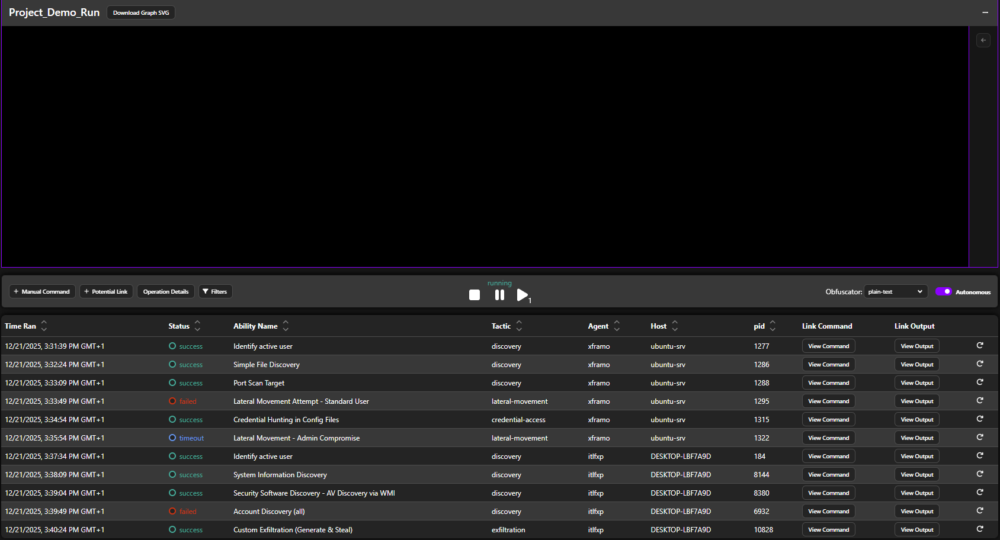 Project_Demo_Run Download Graph SVG
running
+ Manual Command + Potential Link Operation Details Filters 1 Obfuscator: plain-text Autonomous
Time Ran Status Ability Name Tactic Agent Host pid Link Command Link Output
12/21/2025, 3:31:39 PM GMT+1 success Identify active user discovery xframo ubuntu-srv 1277 View Command View Output
12/21/2025, 3:32:24 PM GMT+1 success Simple File Discovery discovery xframo ubuntu-srv 1286 View Command View Output
12/21/2025, 3:33:09 PM GMT+1 success Port Scan Target discovery xframo ubuntu-srv 1288 View Command View Output
12/21/2025, 3:33:49 PM GMT+1 failed Lateral Movement Attempt - Standard User lateral-movement xframo ubuntu-srv 1295 View Command View Output
12/21/2025, 3:34:54 PM GMT+1 success Credential Hunting in Config Files credential-access xframo ubuntu-srv 1315 View Command View Output
12/21/2025, 3:35:54 PM GMT+1 timeout Lateral Movement - Admin Compromise lateral-movement xframo ubuntu-srv 1322 View Command View Output
12/21/2025, 3:37:34 PM GMT+1 success Identify active user discovery itlfxp DESKTOP-LBF7A9D 184 View Command View Output
12/21/2025, 3:38:09 PM GMT+1 success System Information Discovery discovery itlfxp DESKTOP-LBF7A9D 8144 View Command View Output
12/21/2025, 3:39:04 PM GMT+1 success Security Software Discovery - AV Discovery via WMI discovery itlfxp DESKTOP-LBF7A9D 8380 View Command View Output
12/21/2025, 3:39:49 PM GMT+1 failed Account Discovery (all) discovery itlfxp DESKTOP-LBF7A9D 6932 View Command View Output
12/21/2025, 3:40:24 PM GMT+1 success Custom Exfiltration (Generate & Steal) exfiltration itlfxp DESKTOP-LBF7A9D 10828 View Command View Output